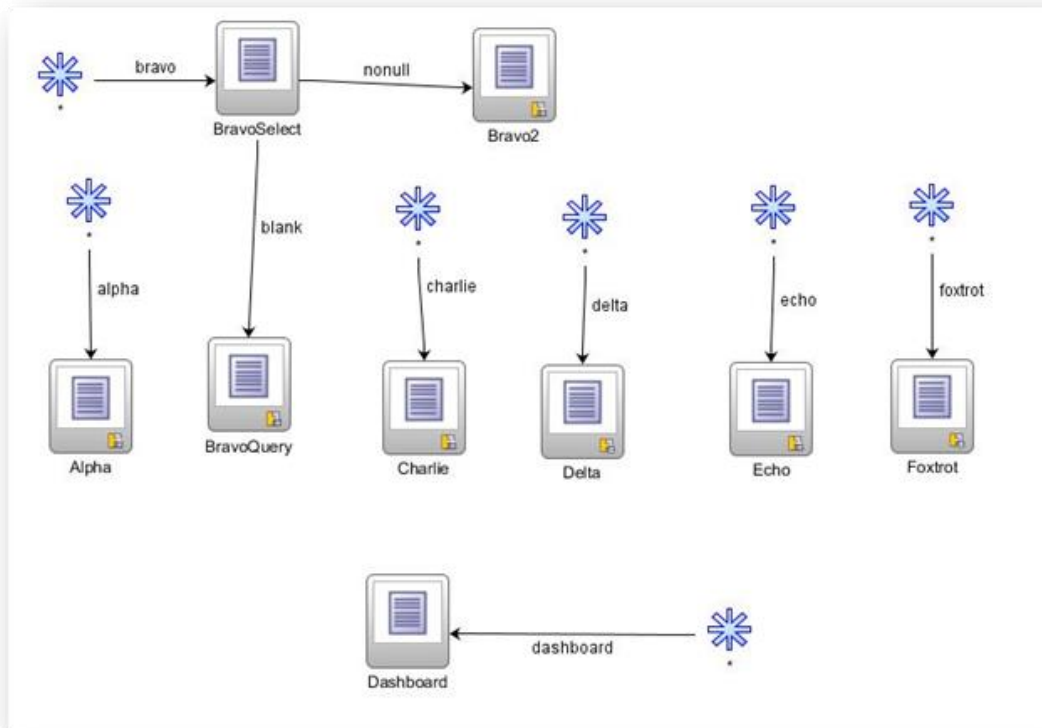 bravo
nonull
*
BravoSelect
Bravo2
*
blank
*
*
*
*
alpha
charlie
delta
echo
foxtrot
Alpha
BravoQuery
Charlie
Delta
Echo
Foxtrot
dashboard
*
Dashboard